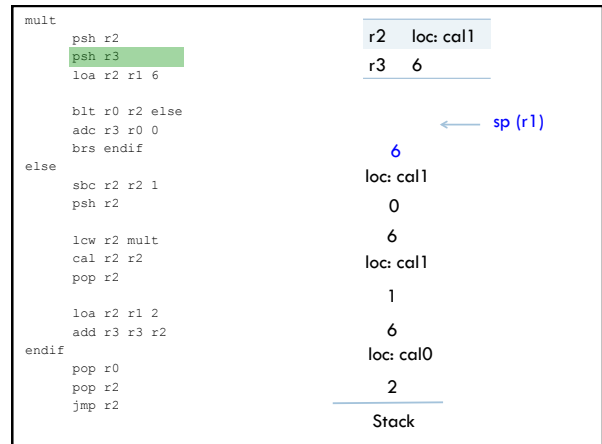 mult
psh r2
psh r3
loa r2 r1 6
blt r0 r2 else
adc r3 r0 0
brs endif
else
sbc r2 r2 1
psh r2
lcw r2 mult
cal r2 r2
pop r2
loa r2 r1 2
add r3 r3 r2
endif
pop r0
pop r2
jmp r2
r2 loc: cal1
r3 6
sp (r1)
6
loc: cal1
0
6
loc: cal1
1
6
loc: cal0
2
Stack